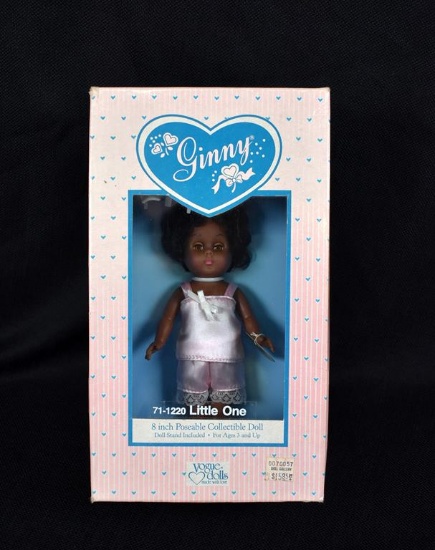 Ginny®
71-1220 Little One
8 inch Poseable Collectible Doll
Doll Stand Included • For Ages 3 and Up
vogue
dolls